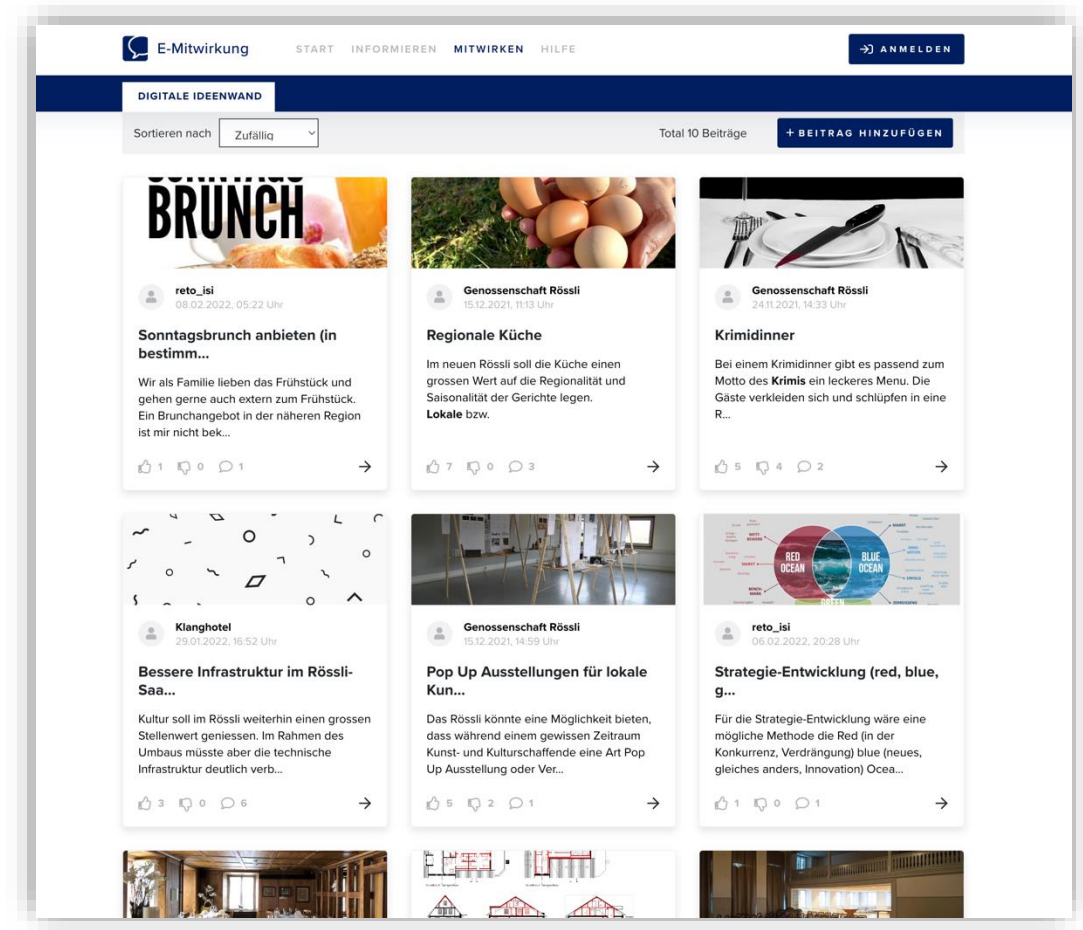 E-Mitwirkung
START INFORMIEREN MITWIRKEN HILFE
ANMELDEN
DIGITALE IDEENWAND
Sortieren nach
Zufällig
Total 10 Beiträge
+ BEITRAG HINZUFÜGEN
SONNTAGS
BRUNCH
reto_isi
08.02.2022, 05:22 Uhr
Sonntagsbrunch anbieten (in
bestimm...
Wir als Familie lieben das Frühstück und
gehen gerne auch extern zum Frühstück.
Ein Brunchangebot in der näheren Region
ist mir nicht bek...
1 0 1
Genossenschaft Rössli
15.12.2021, 11:13 Uhr
Regionale Küche
Im neuen Rössli soll die Küche einen
grossen Wert auf die Regionalität und
Saisonalität der Gerichte legen.
Lokale bzw.
7 0 3
Genossenschaft Rössli
24.11.2021, 14:33 Uhr
Krimidinner
Bei einem Krimidinner gibt es passend zum
Motto des Krimis ein leckeres Menu. Die
Gäste verkleiden sich und schlüpfen in eine
R...
5 4 2
Klanghotel
29.01.2022, 16:52 Uhr
Bessere Infrastruktur im Rössli-
Saa...
Kultur soll im Rössli weiterhin einen grossen
Stellenwert geniessen. Im Rahmen des
Umbaus müsste aber die technische
Infrastruktur deutlich verb...
3 0 6
Genossenschaft Rössli
15.12.2021, 14:59 Uhr
Pop Up Ausstellungen für lokale
Kun...
Das Rössli könnte eine Möglichkeit bieten,
dass während einem gewissen Zeitraum
Kunst- und Kulturschaffende eine Art Pop
Up Ausstellung oder Ver...
5 2 1
RED
OCEAN
BLUE
OCEAN
GREEN
MARKT
reto_isi
06.02.2022, 20:28 Uhr
Strategie-Entwicklung (red, blue,
g...
Für die Strategie-Entwicklung wäre eine
mögliche Methode die Red (in der
Konkurrenz, Verdrängung) blue (neues,
gleiches anders, Innovation) Ocea...
1 0 1